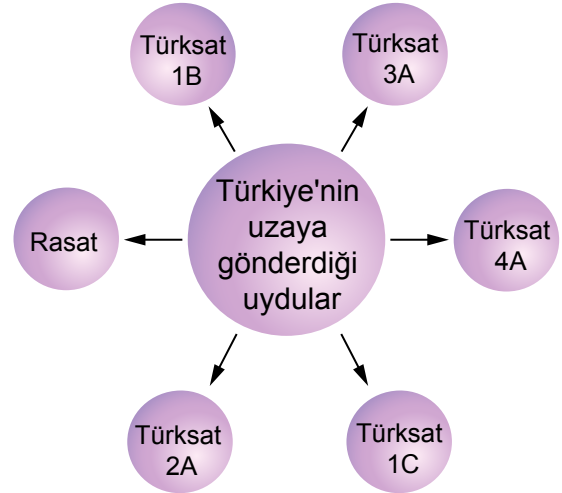 Türksat
1B
Türksat
3A
Türkiye'nin
uzaya
gönderdiği
uydular
Rasat
Türksat
4A
Türksat
2A
Türksat
1C